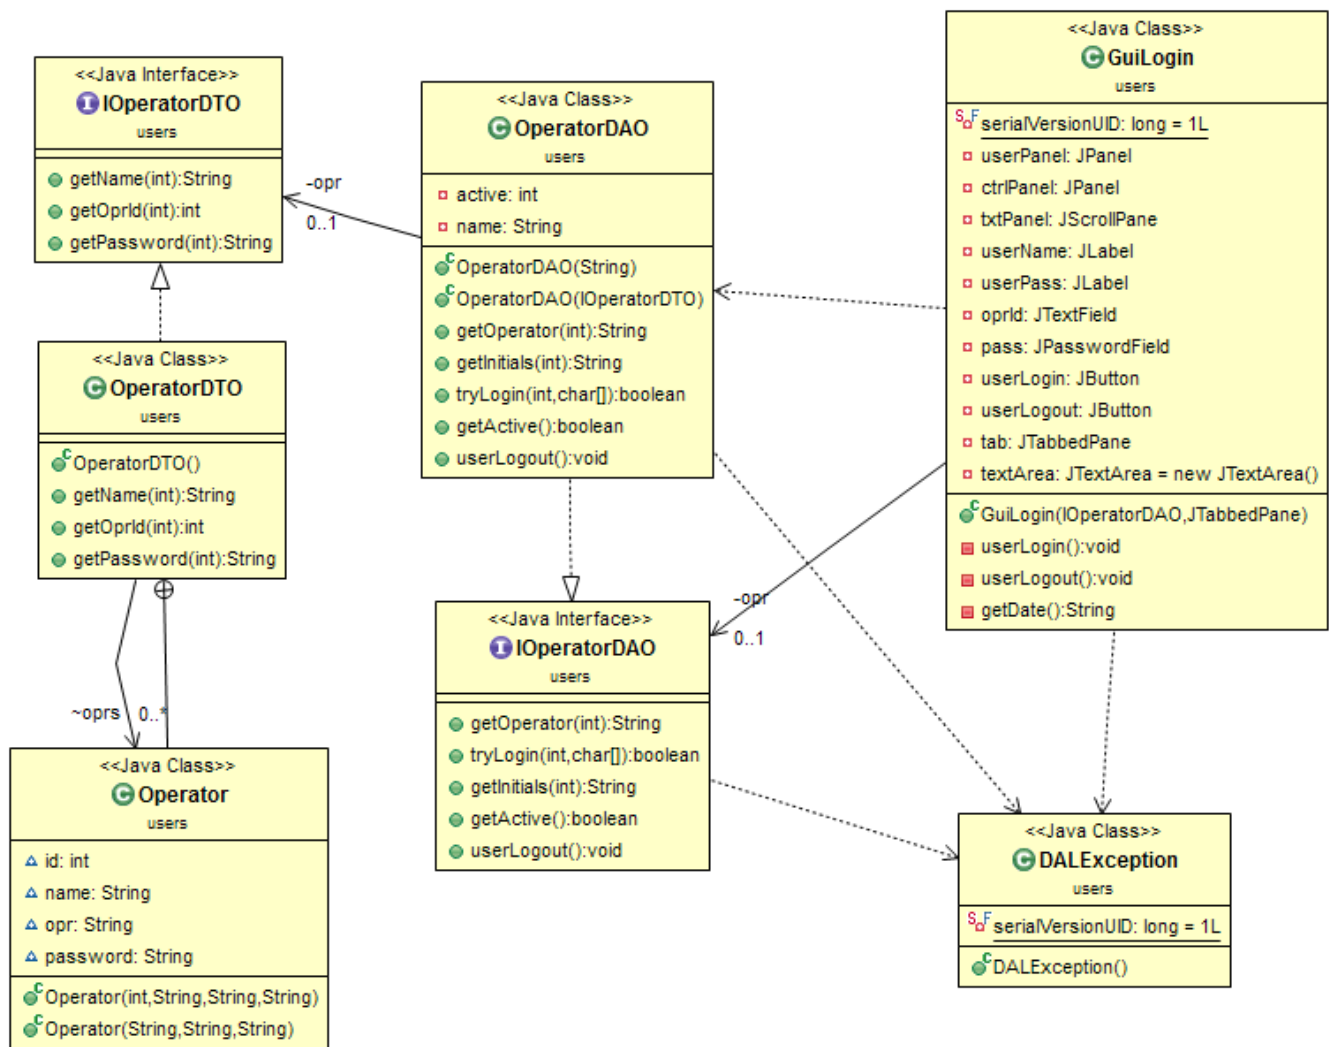 <<Java Interface>>
IOperatorDTO
users
getName(int):String
getOprId(int):int
getPassword(int):String
<<Java Class>>
OperatorDTO
users
OperatorDTO()
getName(int):String
getOprId(int):int
getPassword(int):String
~oprs 0..*
<<Java Class>>
Operator
users
id: int
name: String
opr: String
password: String
Operator(int,String,String,String)
Operator(String,String,String)
-opr
0..1
<<Java Class>>
OperatorDAO
users
active: int
name: String
OperatorDAO(String)
OperatorDAO(IOperatorDTO)
getOperator(int):String
getInitials(int):String
tryLogin(int,char[]):boolean
getActive():boolean
userLogout():void
<<Java Interface>>
IOperatorDAO
users
getOperator(int):String
tryLogin(int,char[]):boolean
getInitials(int):String
getActive():boolean
userLogout():void
-opr
0..1
<<Java Class>>
GuiLogin
users
serialVersionUID: long = 1L
userPanel: JPanel
ctrlPanel: JPanel
txtPanel: JScrollPane
userName: JLabel
userPass: JLabel
oprId: JTextField
pass: JPasswordField
userLogin: JButton
userLogout: JButton
tab: JTabbedPane
textArea: JTextArea = new JTextArea()
GuiLogin(IOperatorDAO,JTabbedPane)
userLogin():void
userLogout():void
getDate():String
<<Java Class>>
DALException
users
serialVersionUID: long = 1L
DALException()